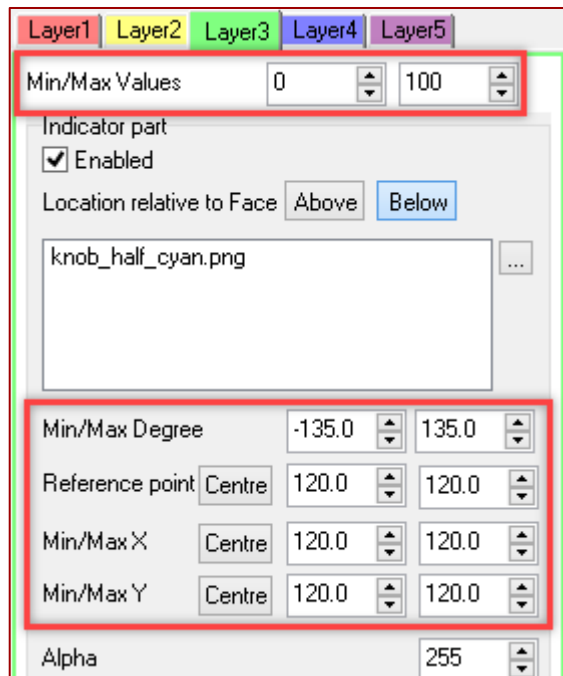 Layer1 Layer2 Layer3 Layer4 Layer5
Min/Max Values 0 100
Indicator part
Enabled
Location relative to Face Above Below
knob_half_cyan.png ...
Min/Max Degree -135.0 135.0
Reference point Centre 120.0 120.0
Min/Max X Centre 120.0 120.0
Min/Max Y Centre 120.0 120.0
Alpha 255